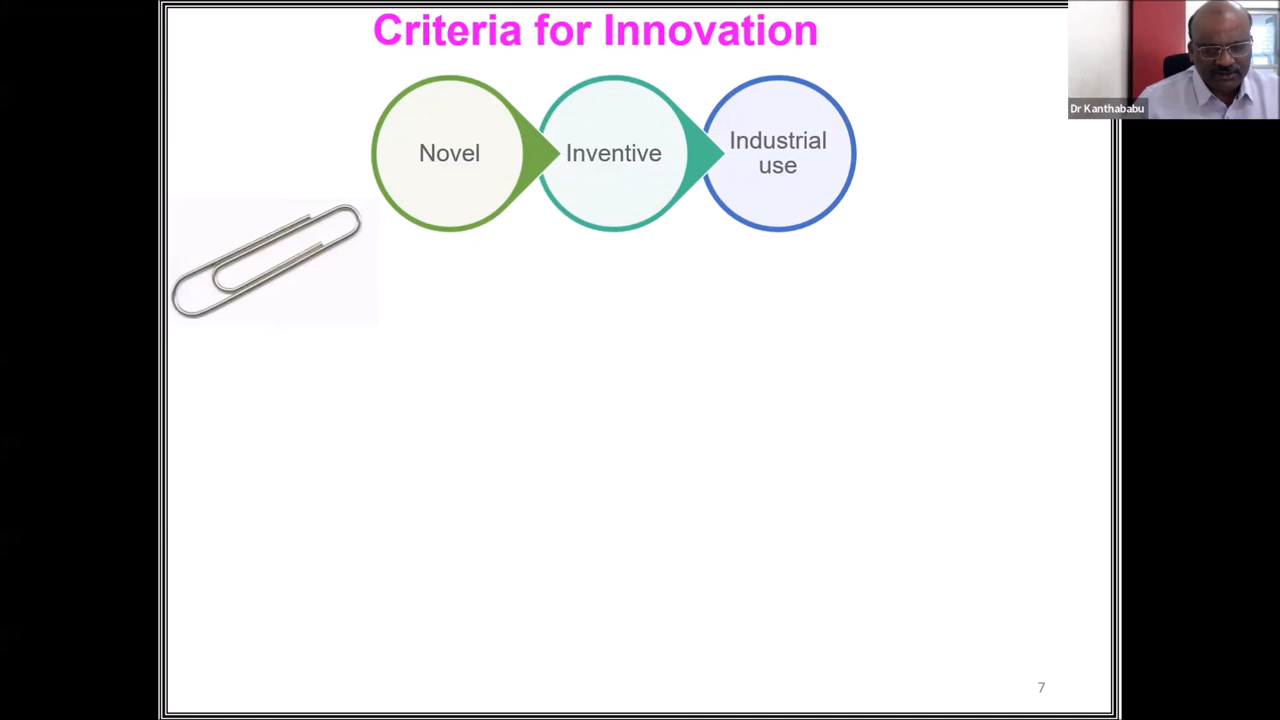 Criteria for Innovation
Dr Kanthababu
Novel
Inventive
Industrial
use
7